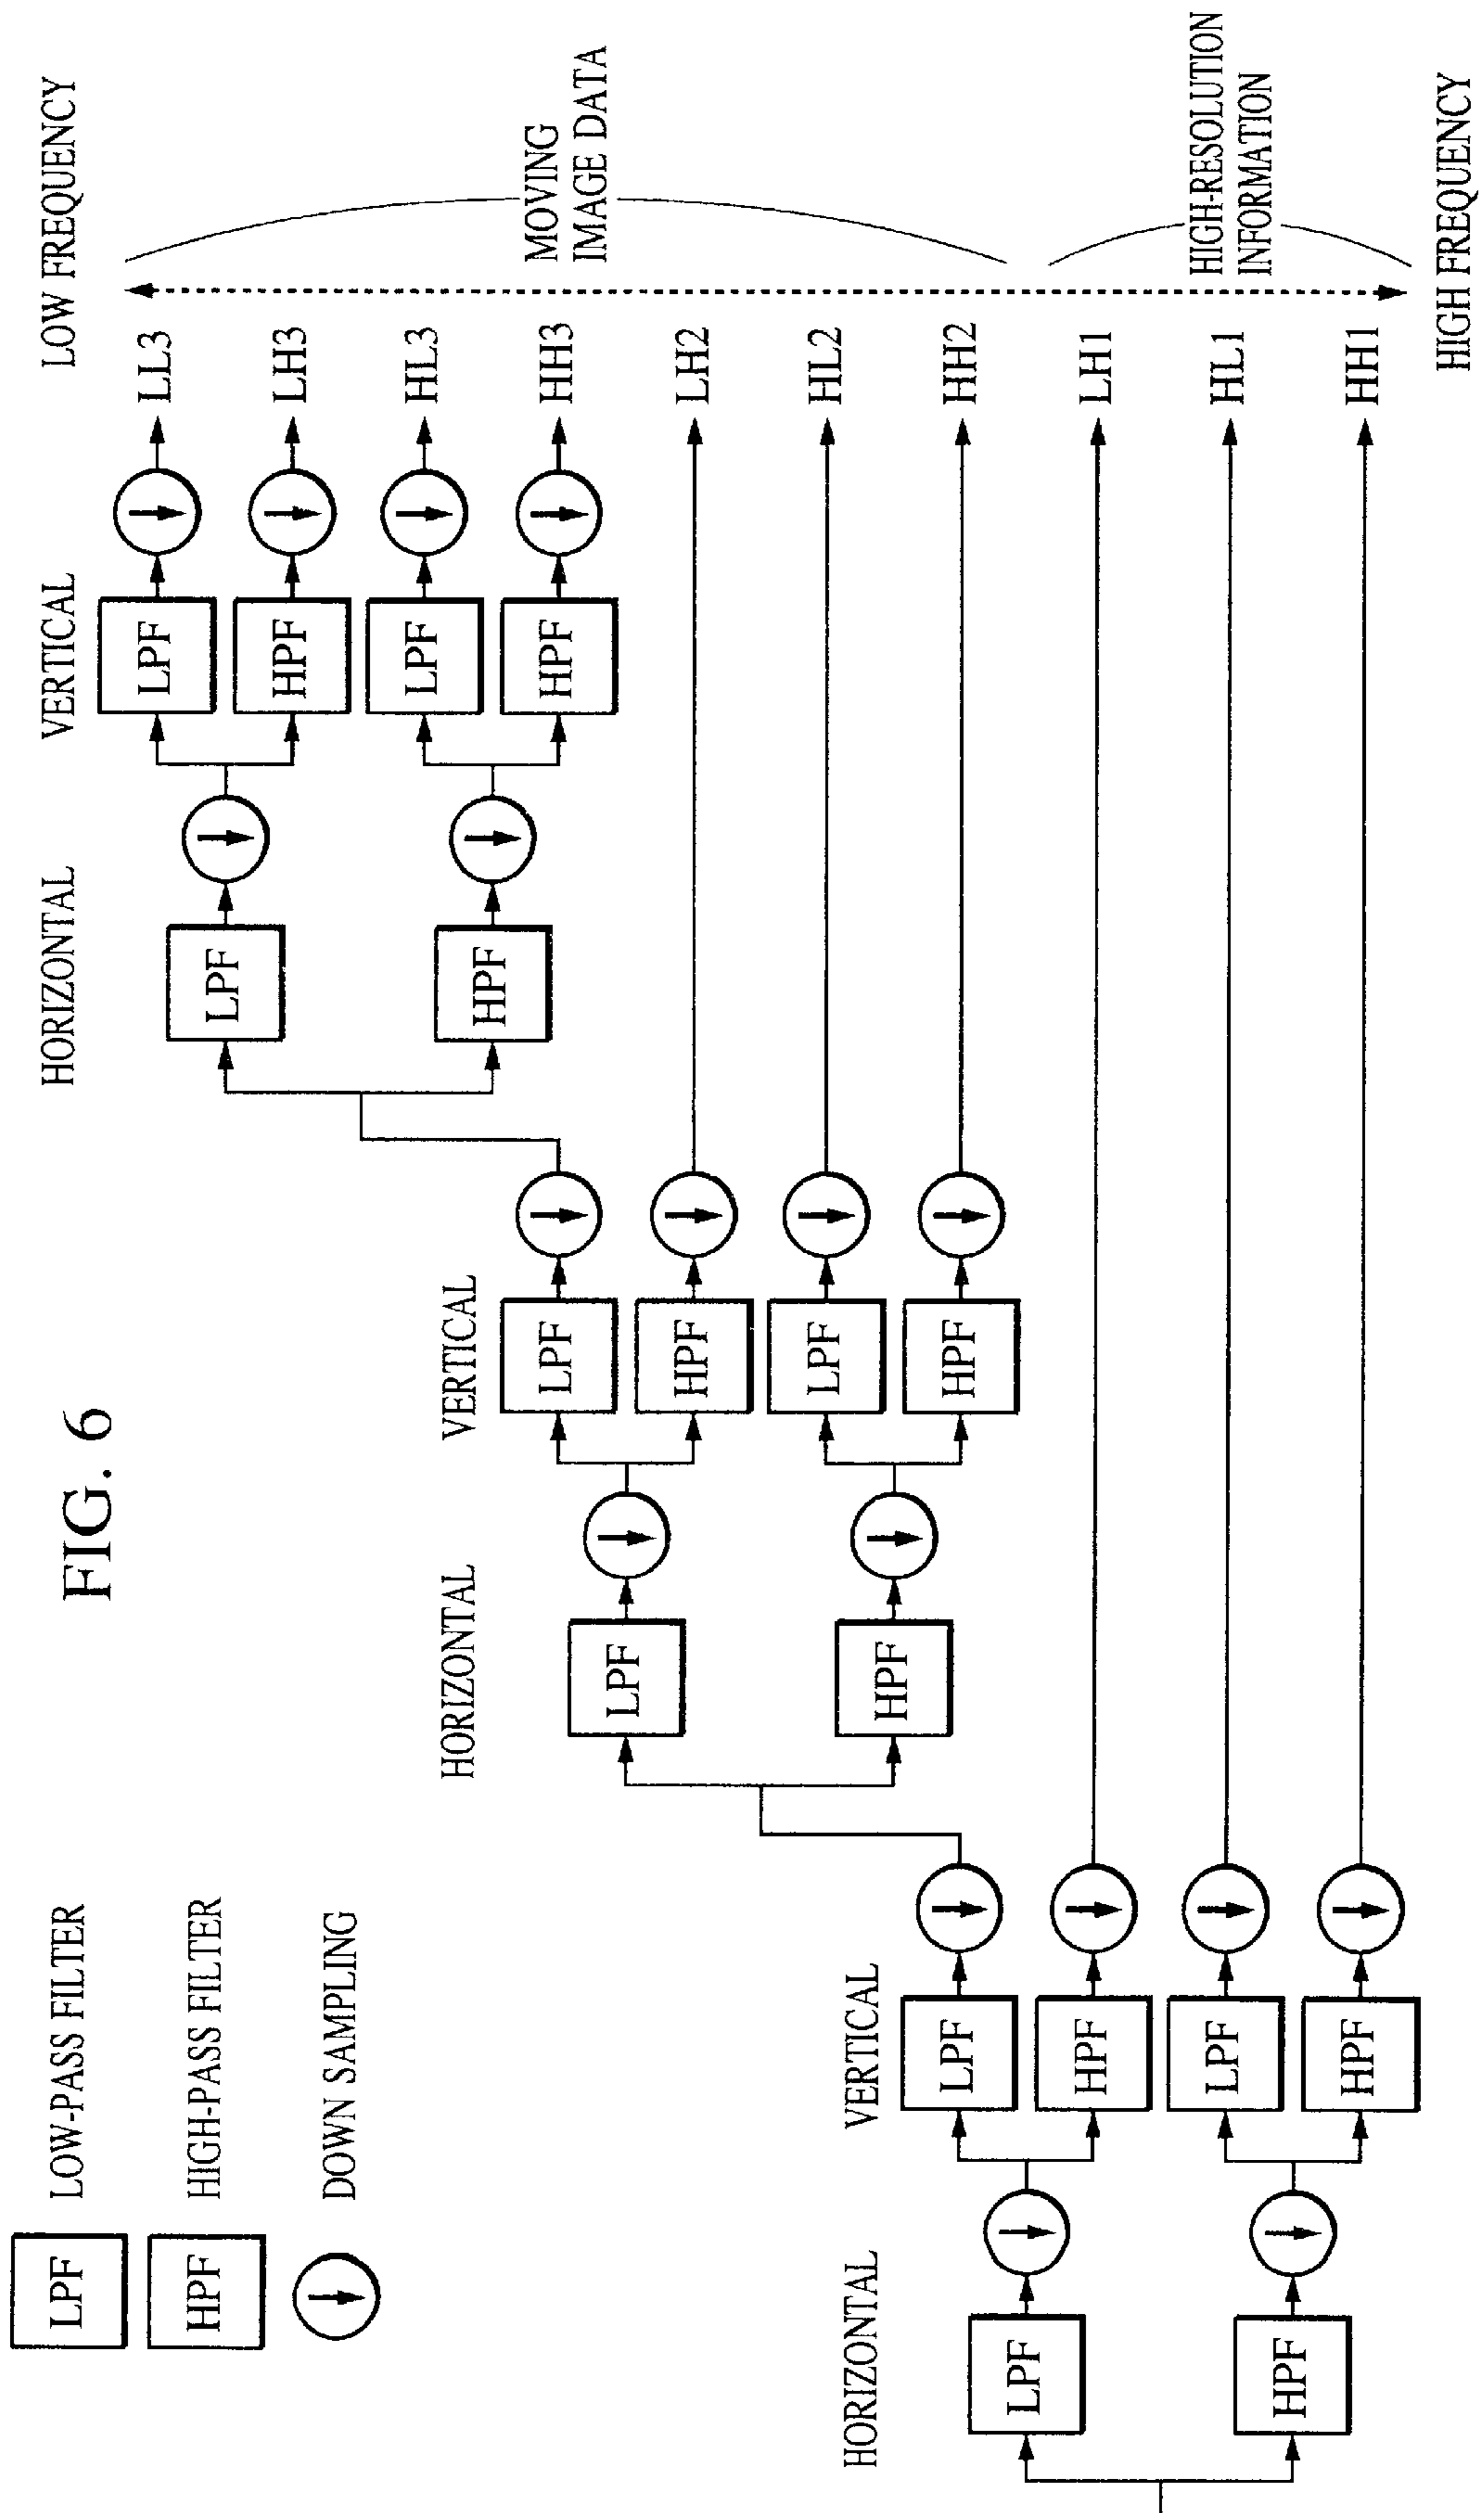 FIG. 6
LPF
LOW-PASS FILTER
HPF
HIGH-PASS FILTER
DOWN SAMPLING
HORIZONTAL
VERTICAL
LPF
HPF
LPF
HPF
LPF
HPF
HORIZONTAL
VERTICAL
LPF
HPF
LPF
HPF
LPF
HPF
HORIZONTAL
VERTICAL
LPF
HPF
LPF
HPF
LPF
HPF
LOW FREQUENCY
LL3
LH3
HL3
HH3
LH2
HL2
HH2
LH1
HL1
HH1
HIGH FREQUENCY
MOVING
IMAGE DATA
HIGH-RESOLUTION
INFORMATION